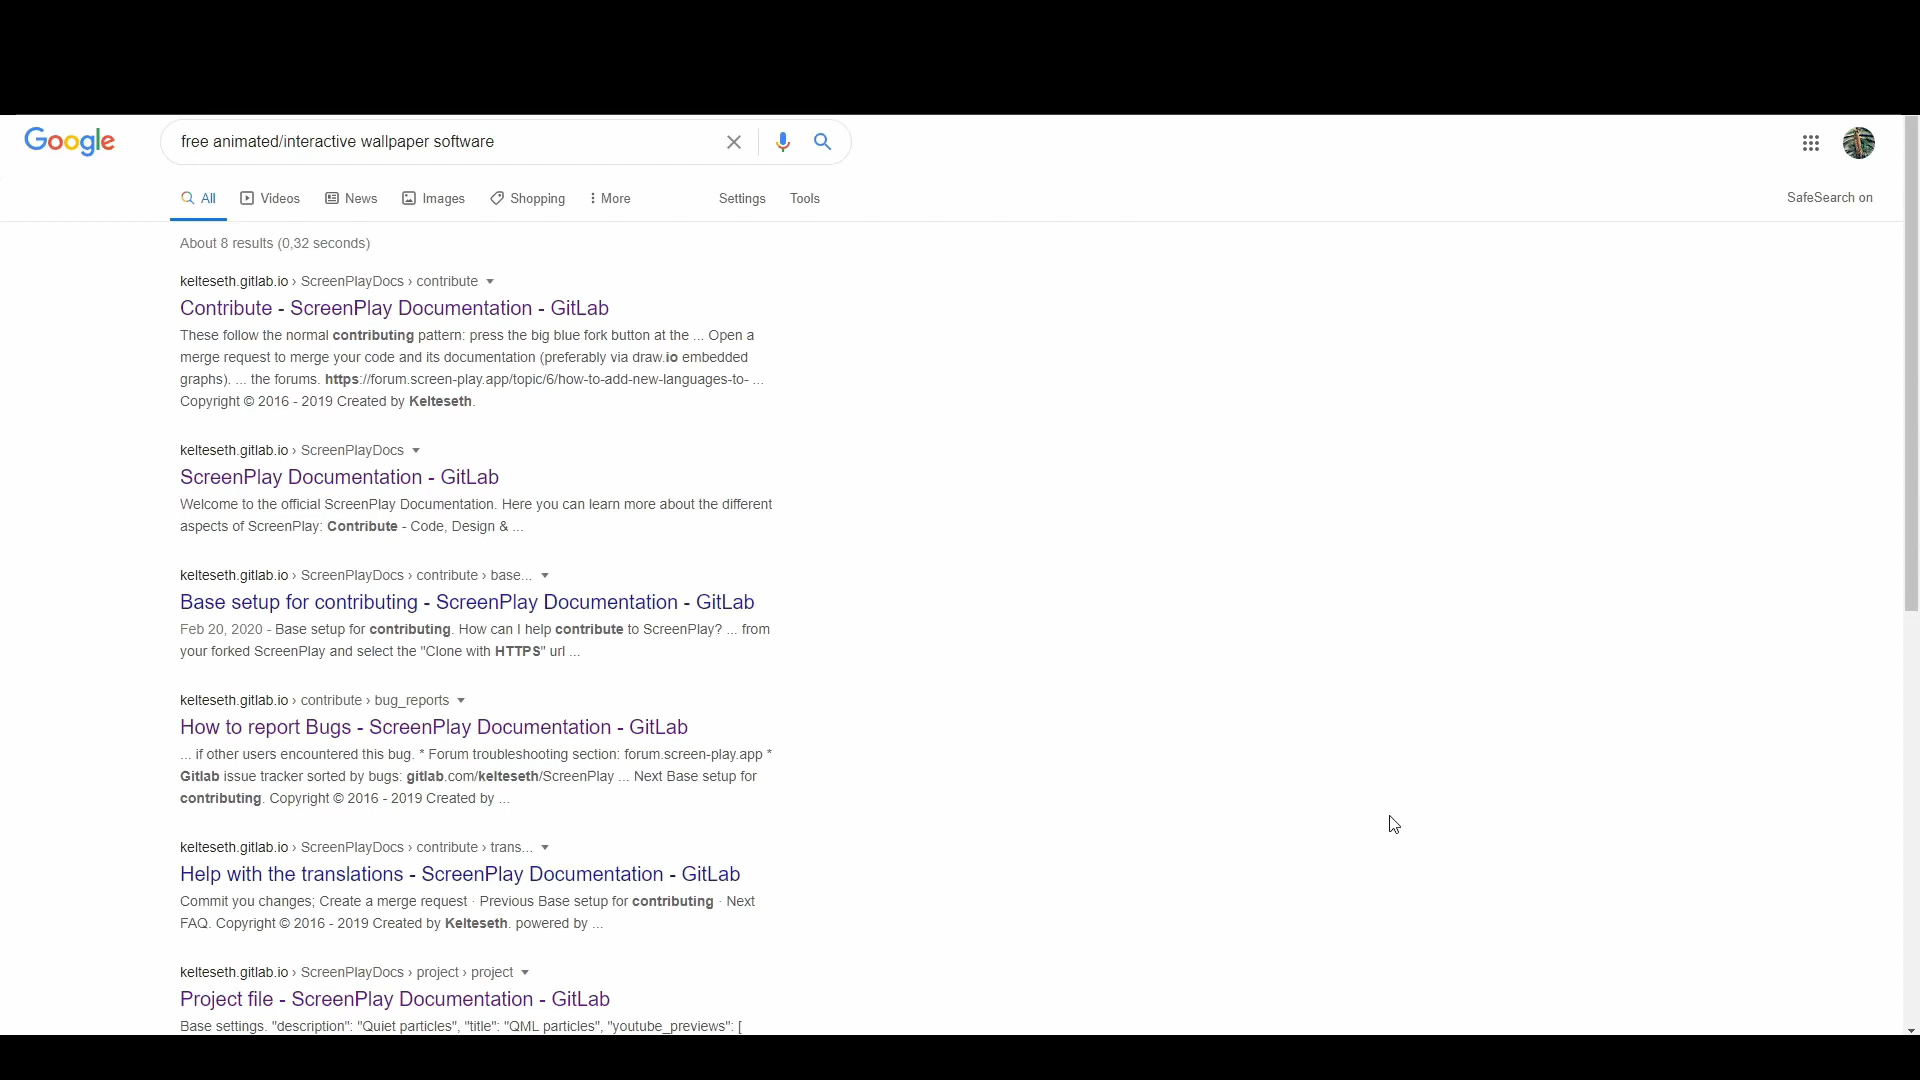 Google
free animated/interactive wallpaper software
All Videos News Images Shopping More Settings Tools SafeSearch on
About 8 results (0,32 seconds)
kelteseth.gitlab.io › ScreenPlayDocs › contribute
Contribute - ScreenPlay Documentation - GitLab
These follow the normal contributing pattern: press the big blue fork button at the ... Open a
merge request to merge your code and its documentation (preferably via draw.io embedded
graphs). ... the forums. https://forum.screen-play.app/topic/6/how-to-add-new-languages-to- ...
Copyright © 2016 - 2019 Created by Kelteseth.
kelteseth.gitlab.io › ScreenPlayDocs
ScreenPlay Documentation - GitLab
Welcome to the official ScreenPlay Documentation. Here you can learn more about the different
aspects of ScreenPlay: Contribute - Code, Design & ...
kelteseth.gitlab.io › ScreenPlayDocs › contribute › base...
Base setup for contributing - ScreenPlay Documentation - GitLab
Feb 20, 2020 - Base setup for contributing. How can I help contribute to ScreenPlay? ... from
your forked ScreenPlay and select the "Clone with HTTPS" url ...
kelteseth.gitlab.io › contribute › bug_reports
How to report Bugs - ScreenPlay Documentation - GitLab
... if other users encountered this bug. * Forum troubleshooting section: forum.screen-play.app *
Gitlab issue tracker sorted by bugs: gitlab.com/kelteseth/ScreenPlay ... Next Base setup for
contributing. Copyright © 2016 - 2019 Created by ...
kelteseth.gitlab.io › ScreenPlayDocs › contribute › trans...
Help with the translations - ScreenPlay Documentation - GitLab
Commit you changes; Create a merge request · Previous Base setup for contributing · Next
FAQ. Copyright © 2016 - 2019 Created by Kelteseth. powered by ...
kelteseth.gitlab.io › ScreenPlayDocs › project › project
Project file - ScreenPlay Documentation - GitLab
Base settings. "description": "Quiet particles", "title": "QML particles", "youtube_previews": [